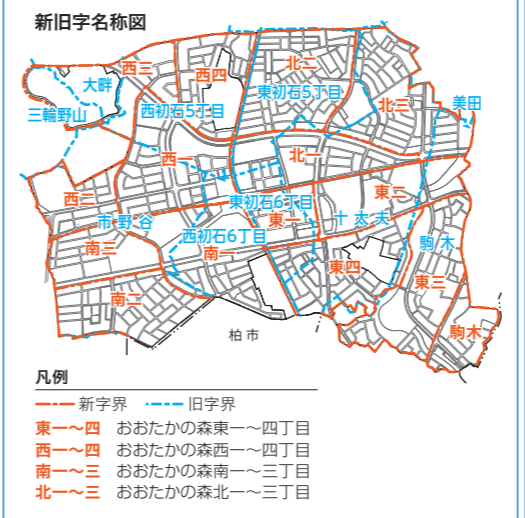 新旧字名称図
西三
西四
北二
大畔
東初石5丁目
北三
美田
三輪野山
西初石5丁目
西一
北一
西二
東二
東初石6丁目
市野谷
東一
十太夫
南三
西初石6丁目
南一
駒木
東四
東三
南二
駒木
柏市
凡例
新字界 旧字界
東一～四 おおたかの森東一～四丁目
西一～四 おおたかの森西一～四丁目
南一～三 おおたかの森南一～三丁目
北一～三 おおたかの森北一～三丁目